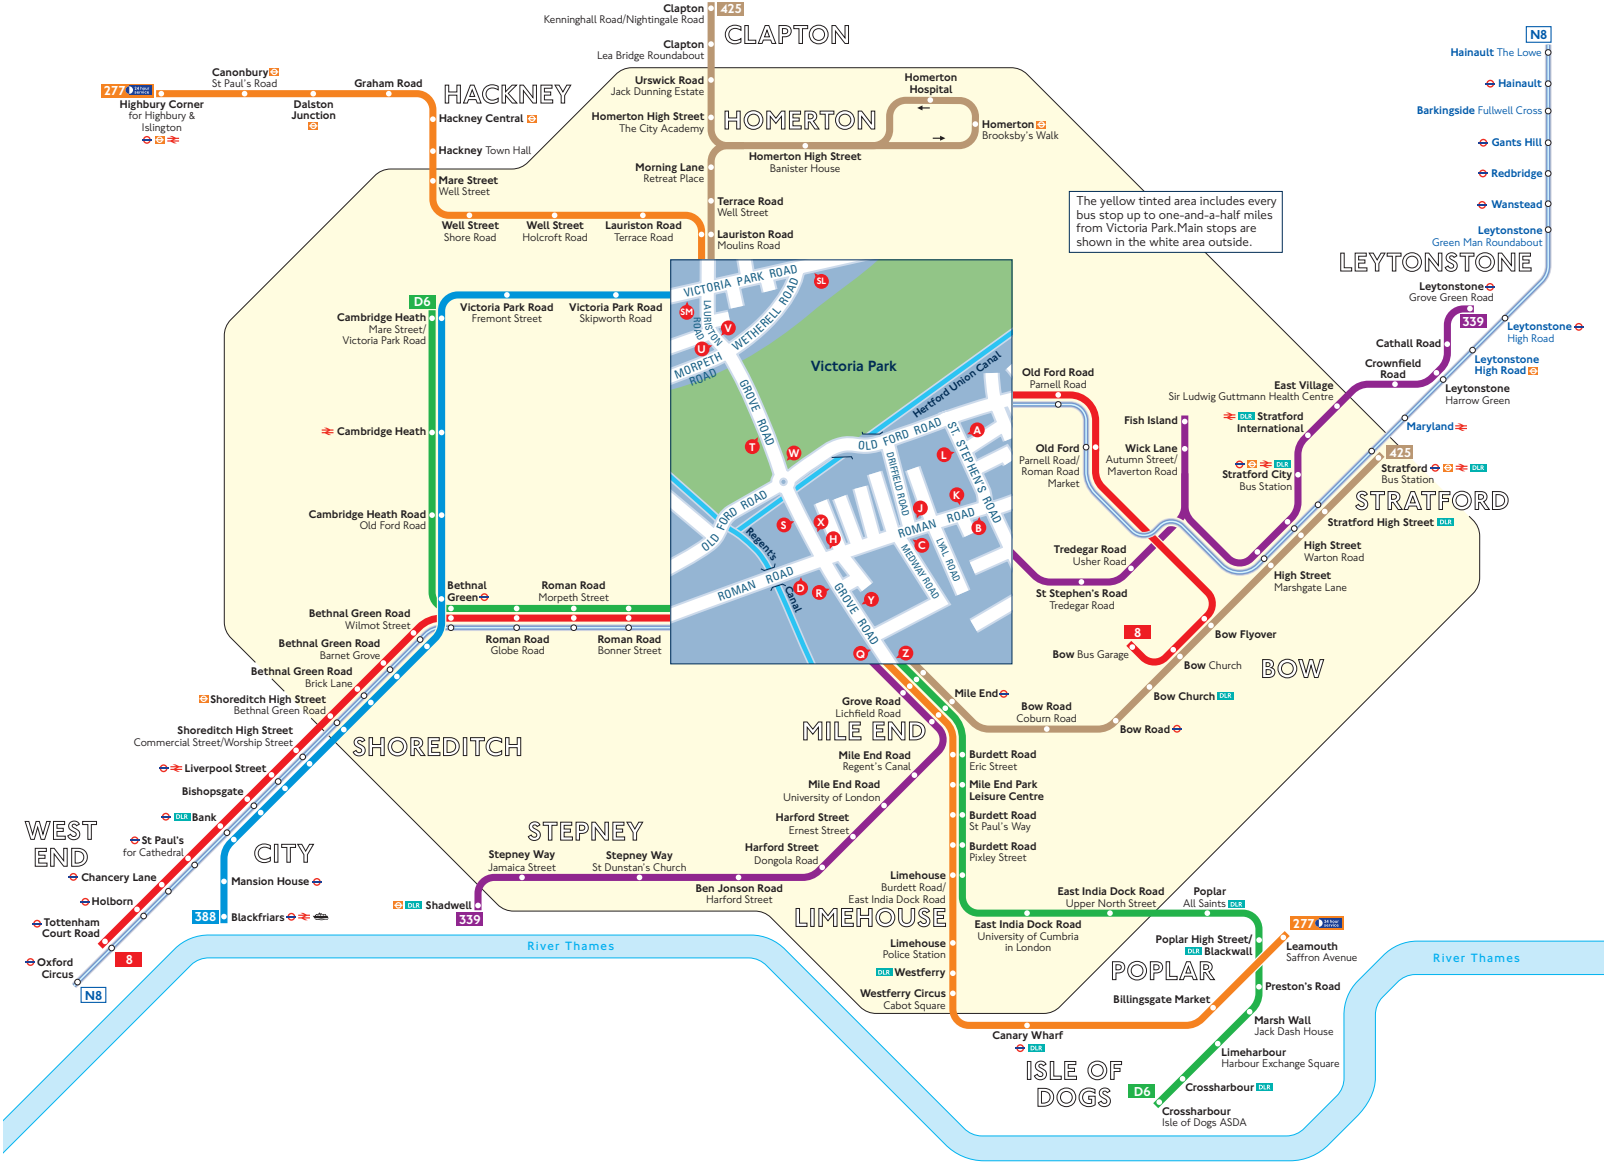 Clapton
Kenninghall Road/Nightingale Road
425
CLAPTON
Clapton
Lea Bridge Roundabout
Urswick Road
Jack Dunning Estate
Homerton High Street
The City Academy
HOMERTON
Homerton
Hospital
Homerton
Brooksby's Walk
Homerton High Street
Banister House
Morning Lane
Retreat Place
Terrace Road
Well Street
Lauriston Road
Moulins Road
277
24 hour
service
Highbury Corner
for Highbury &
Islington
Canonbury
St Paul's Road
Dalston
Junction
Graham Road
HACKNEY
Hackney Central
Hackney Town Hall
Mare Street
Well Street
Well Street
Shore Road
Well Street
Holcroft Road
Lauriston Road
Terrace Road
The yellow tinted area includes every
bus stop up to one-and-a-half miles
from Victoria Park.Main stops are
shown in the white area outside.
N8
Hainault The Lowe
Hainault
Barkingside Fullwell Cross
Gants Hill
Redbridge
Wanstead
Leytonstone
Green Man Roundabout
LEYTONSTONE
Leytonstone
Grove Green Road
339
Leytonstone
High Road
Cathall Road
Leytonstone
High Road
Crownfield
Road
Leytonstone
Harrow Green
East Village
Sir Ludwig Guttmann Health Centre
Maryland
DLR Stratford
International
425
Stratford DLR
Bus Station
DLR
Stratford City
Bus Station
STRATFORD
Stratford High Street DLR
High Street
Warton Road
High Street
Marshgate Lane
D6
Cambridge Heath
Mare Street/
Victoria Park Road
Victoria Park Road
Fremont Street
Victoria Park Road
Skipworth Road
Cambridge Heath
Cambridge Heath Road
Old Ford Road
Bethnal
Green
Roman Road
Morpeth Street
Roman Road
Globe Road
Roman Road
Bonner Street
Bethnal Green Road
Wilmot Street
Bethnal Green Road
Barnet Grove
Bethnal Green Road
Brick Lane
Shoreditch High Street
Bethnal Green Road
Shoreditch High Street
Commercial Street/Worship Street
SHOREDITCH
Liverpool Street
Bishopsgate
DLR Bank
St Paul's
for Cathedral
WEST
END
CITY
Chancery Lane
Mansion House
Holborn
Tottenham
Court Road
388
Blackfriars
8
Oxford
Circus
N8
VICTORIA PARK ROAD
SL
SM
LAURISTON
ROAD
V
U
MORPETH
ROAD
WETHERELL ROAD
GROVE ROAD
Victoria Park
Hertford Union Canal
T
W
OLD FORD ROAD
A
L
ST. STEPHEN'S ROAD
DRIFFIELD ROAD
K
J
OLD FORD ROAD
S
X
H
ROMAN ROAD
B
C
Regent's
Canal
LYAL ROAD
MEDWAY ROAD
ROMAN ROAD
D
R
GROVE ROAD
Y
Q
Z
Old Ford Road
Parnell Road
Fish Island
Old Ford
Parnell Road/
Roman Road
Market
Wick Lane
Autumn Street/
Maverton Road
Tredegar Road
Usher Road
St Stephen's Road
Tredegar Road
8
Bow Bus Garage
Bow Flyover
Bow Church
BOW
Bow Church DLR
Bow Road
Mile End
Bow Road
Coburn Road
Grove Road
Lichfield Road
MILE END
Mile End Road
Regent's Canal
Mile End Road
University of London
Harford Street
Ernest Street
Harford Street
Dongola Road
Burdett Road
Eric Street
Mile End Park
Leisure Centre
Burdett Road
St Paul's Way
Burdett Road
Pixley Street
STEPNEY
Stepney Way
Jamaica Street
Stepney Way
St Dunstan's Church
Ben Jonson Road
Harford Street
DLR Shadwell
339
Limehouse
Burdett Road/
East India Dock Road
LIMEHOUSE
East India Dock Road
University of Cumbria
in London
East India Dock Road
Upper North Street
Poplar
All Saints DLR
Limehouse
Police Station
DLR Westferry
Westferry Circus
Cabot Square
Poplar High Street/
DLR Blackwall
277
24 hour
service
Leamouth
Saffron Avenue
POPLAR
Preston's Road
Billingsgate Market
Marsh Wall
Jack Dash House
Canary Wharf
DLR
Limeharbour
Harbour Exchange Square
ISLE OF
DOGS
Crossharbour DLR
D6
Crossharbour
Isle of Dogs ASDA
River Thames
River Thames